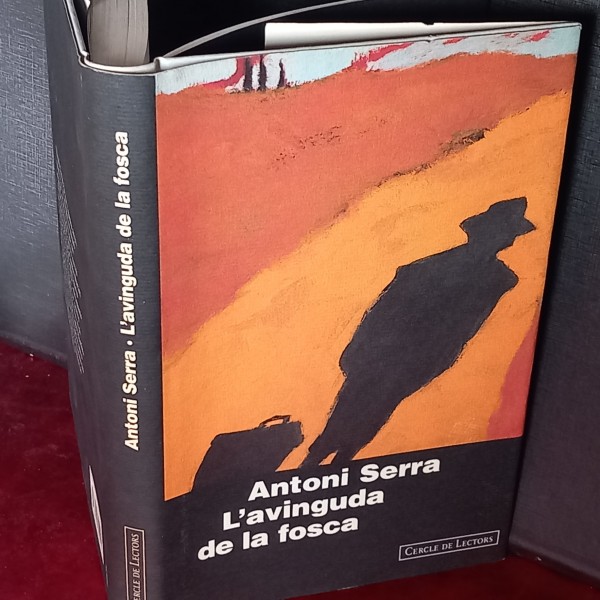 Antoni Serra · L'avinguda de la fosca
CERCLE DE LECTORS
Antoni Serra
L'avinguda
de la fosca
CERCLE DE LECTORS